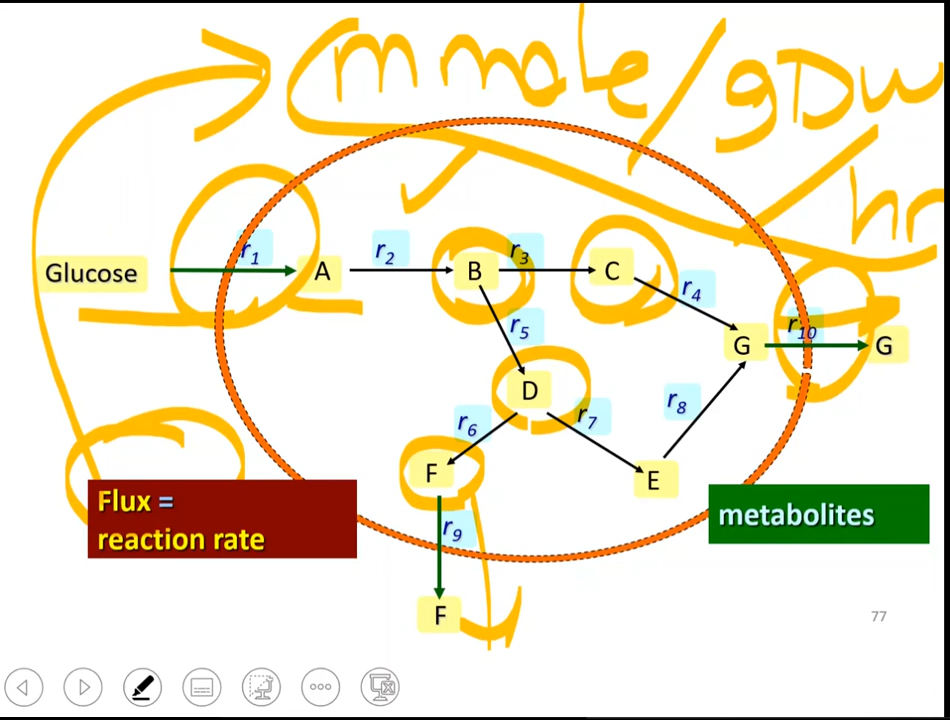 mmole/gDW
/hr
r1 r2 r3
Glucose A B C
r4
r5 r10
G G
D
r6 r7 r8
F E
Flux =
reaction rate
metabolites
r9
F
77